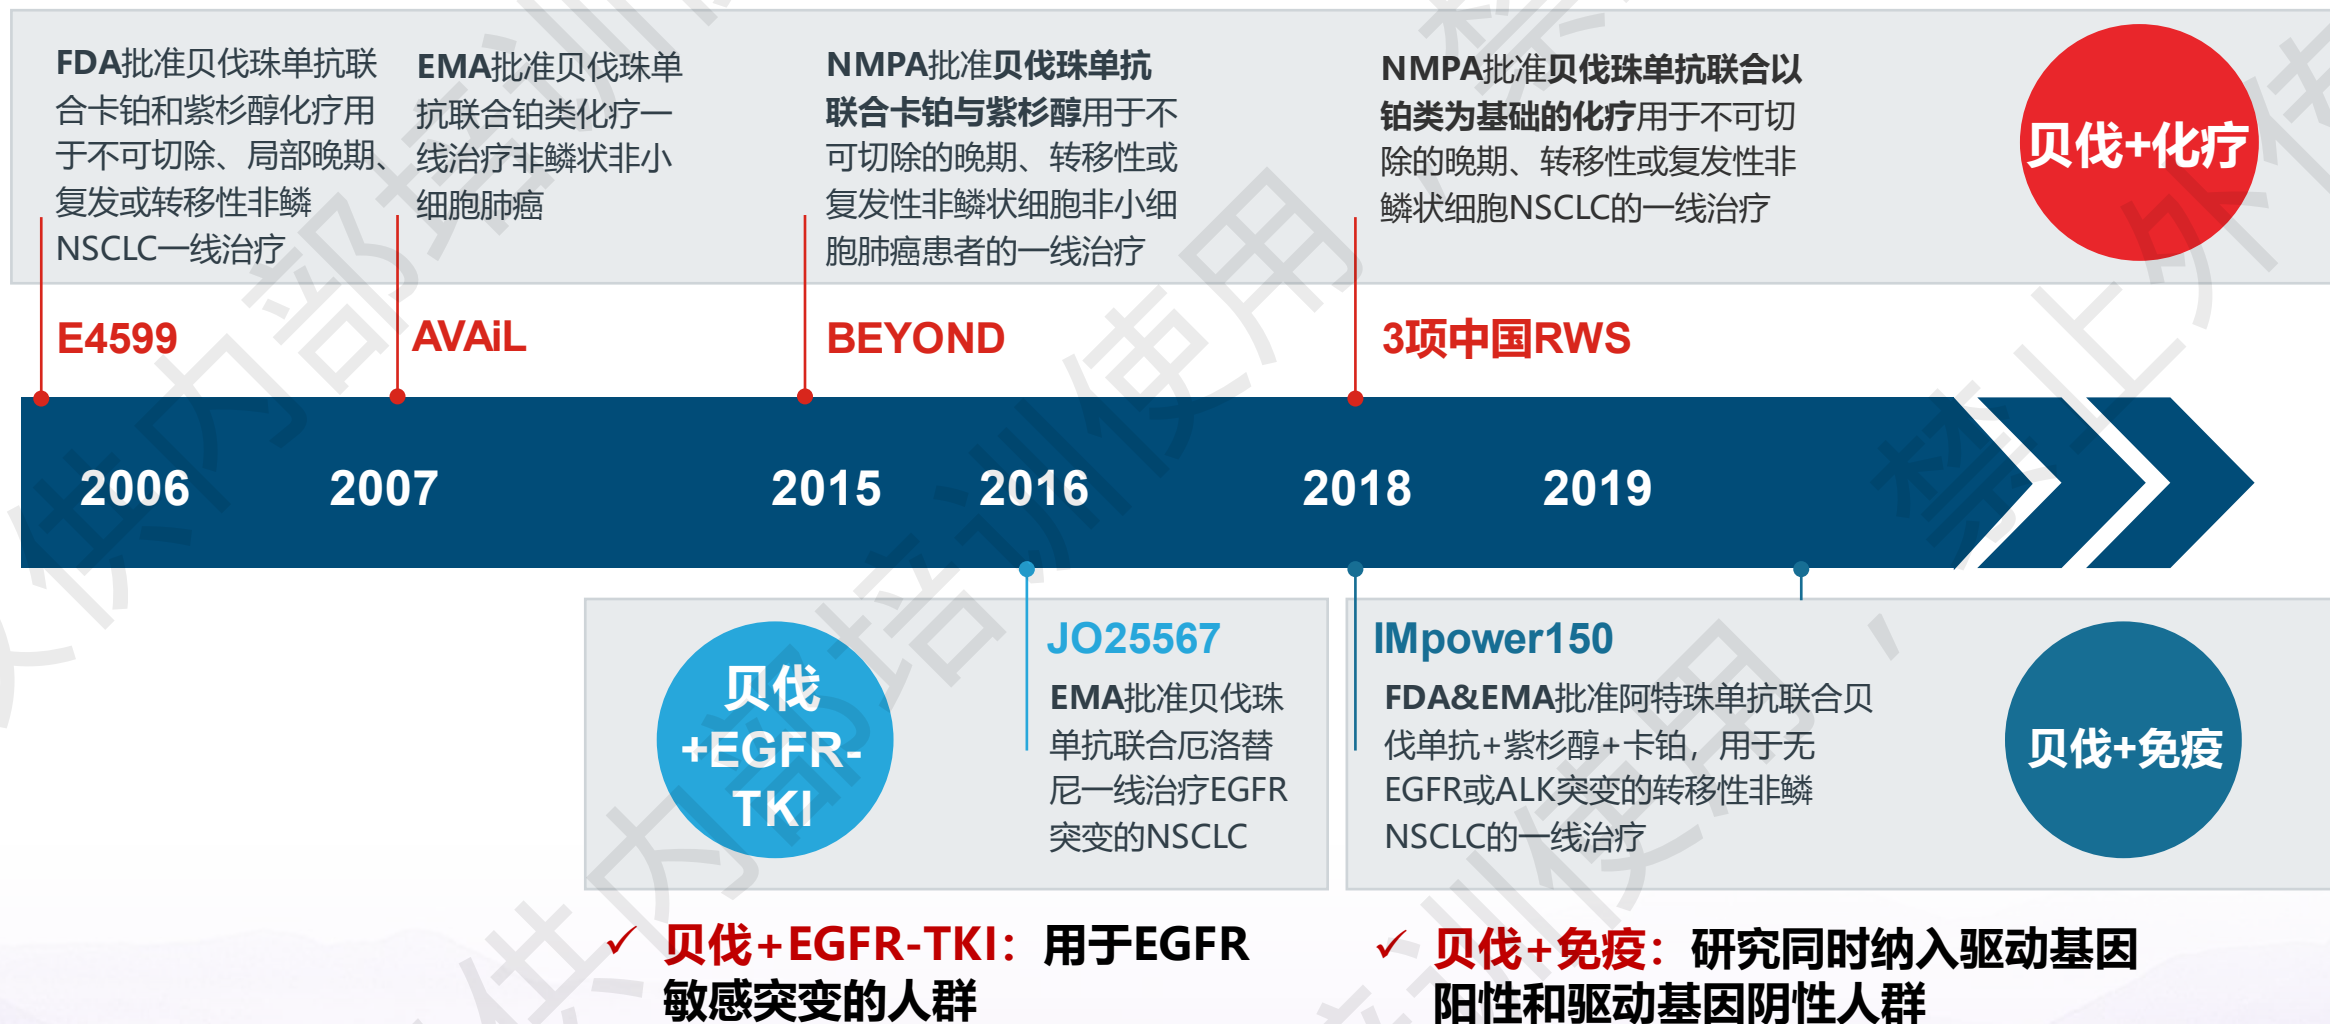 FDA批准贝伐珠单抗联
合卡铂和紫杉醇化疗用
于不可切除、局部晚期、
复发或转移性非鳞
NSCLC一线治疗
EMA批准贝伐珠单
抗联合铂类化疗一
线治疗非鳞状非小
细胞肺癌
NMPA批准贝伐珠单抗
联合卡铂与紫杉醇用于不
可切除的晚期、转移性或
复发性非鳞状细胞非小细
胞肺癌患者的一线治疗
NMPA批准贝伐珠单抗联合以
铂类为基础的化疗用于不可切
除的晚期、转移性或复发性非
鳞状细胞NSCLC的一线治疗
贝伐+化疗
E4599
AVAiL
BEYOND
3项中国RWS
2006
2007
2015
2016
2018
2019
贝伐
+EGFR-
TKI
JO25567
EMA批准贝伐珠
单抗联合厄洛替
尼一线治疗EGFR
突变的NSCLC
IMpower150
FDA&EMA批准阿特珠单抗联合贝
伐单抗+紫杉醇+卡铂，用于无
EGFR或ALK突变的转移性非鳞
NSCLC的一线治疗
贝伐+免疫
✓ 贝伐+EGFR-TKI：用于EGFR
敏感突变的人群
✓ 贝伐+免疫：研究同时纳入驱动基因
阳性和驱动基因阴性人群
仅供内部培训使用，禁止外传